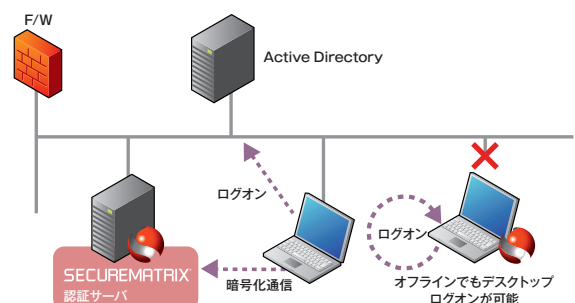 F/W
Active Directory
ログオン
ログオン
SECUREMATRIX
認証サーバ
暗号化通信
オフラインでもデスクトップ
ログオンが可能